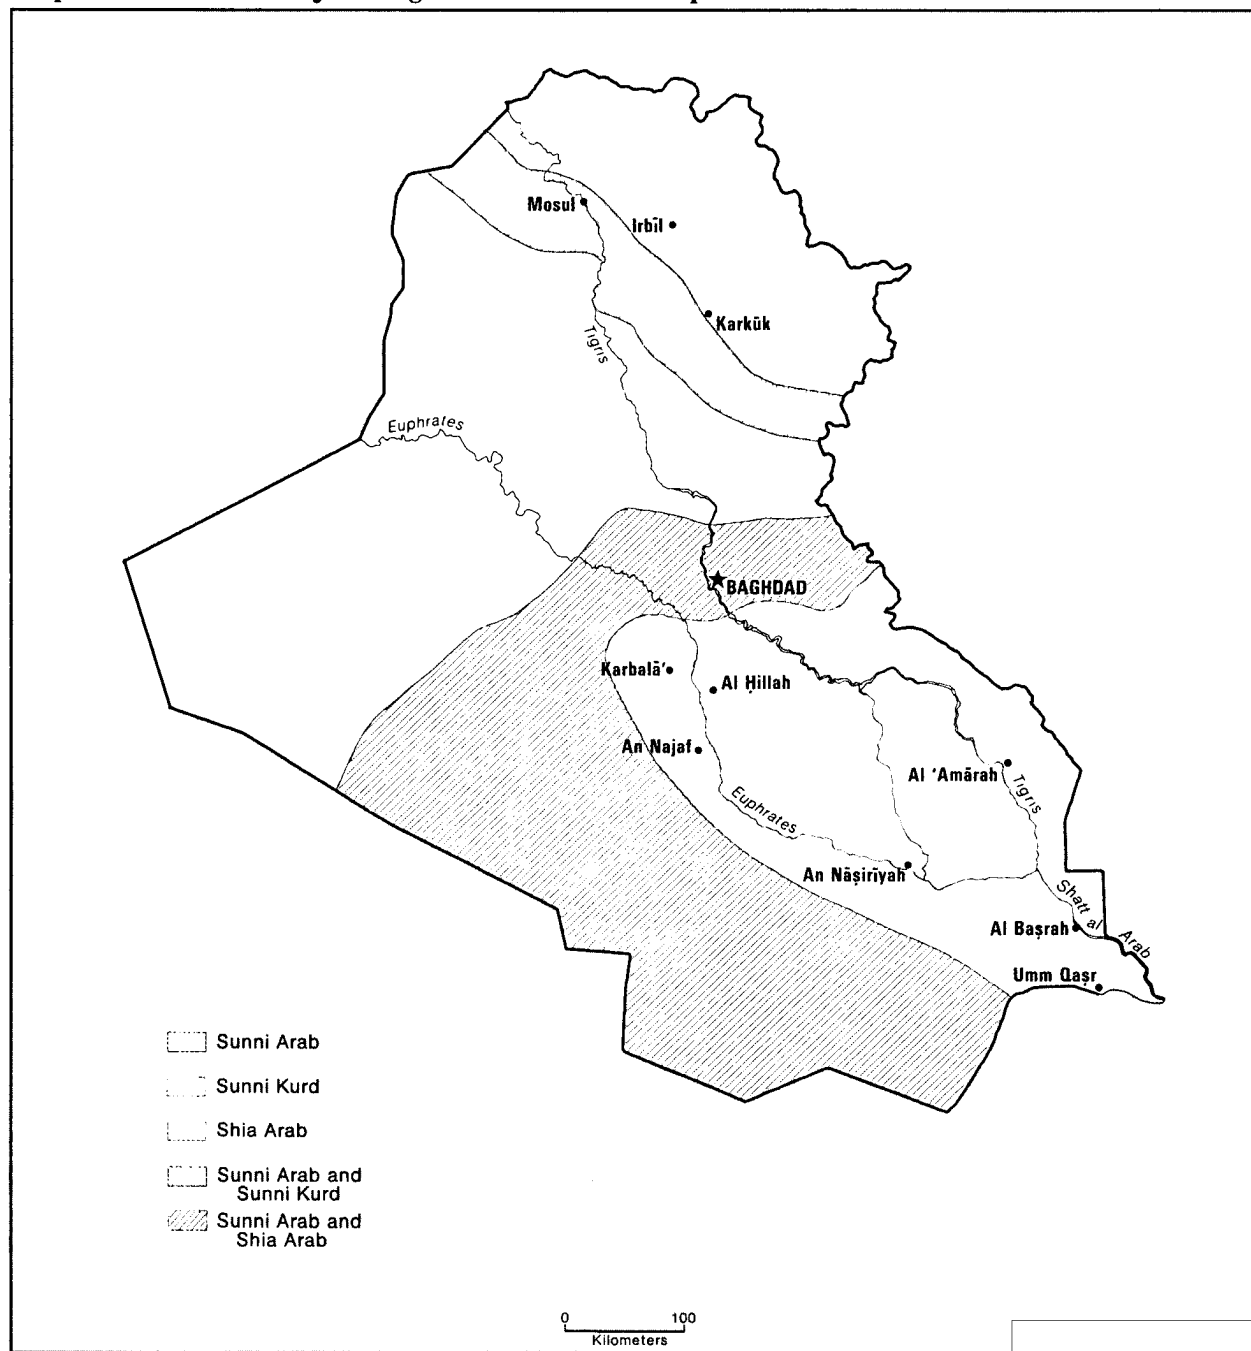 Mosul
Irbīl
Karkūk
Tigris
Euphrates
BAGHDAD
Karbalā'
Al Ḥillah
An Najaf
Al 'Amārah
Tigris
Euphrates
An Nāṣirīyah
Shatt al Arab
Al Baṣrah
Umm Qaṣr
Sunni Arab
Sunni Kurd
Shia Arab
Sunni Arab and
Sunni Kurd
Sunni Arab and
Shia Arab
0 100
Kilometers